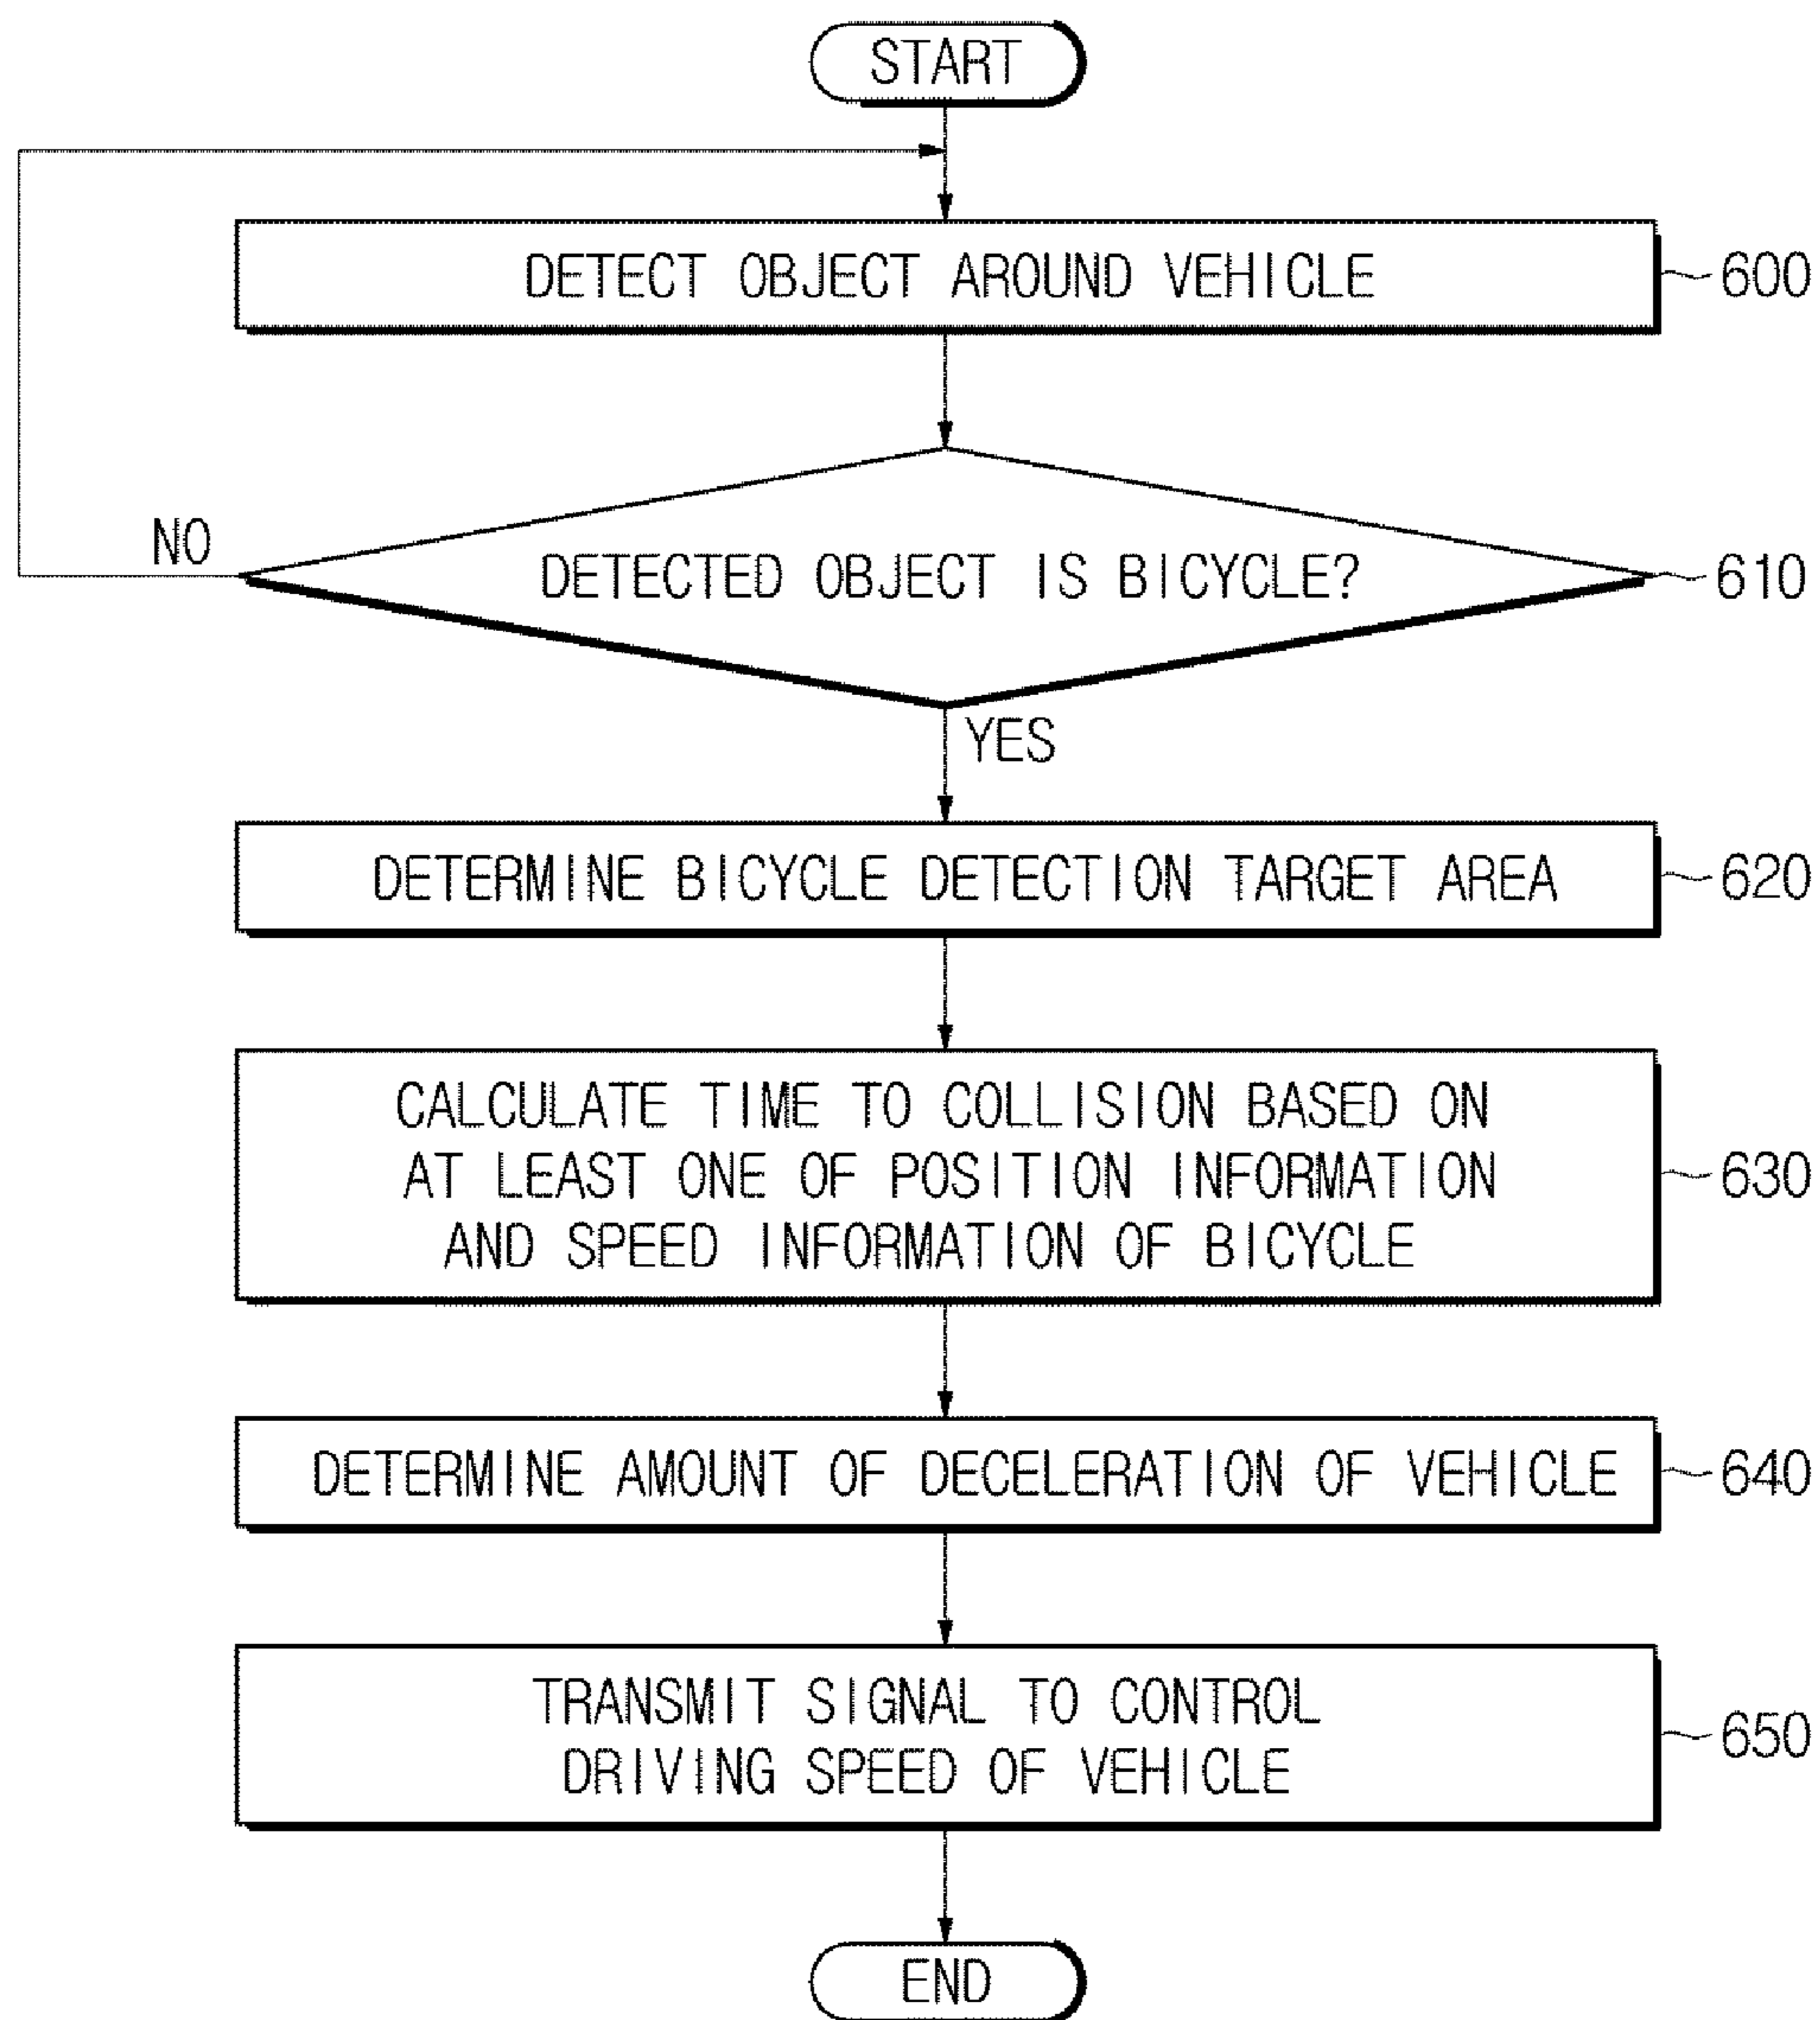 START
DETECT OBJECT AROUND VEHICLE
600
NO
DETECTED OBJECT IS BICYCLE?
610
YES
DETERMINE BICYCLE DETECTION TARGET AREA
620
CALCULATE TIME TO COLLISION BASED ON
AT LEAST ONE OF POSITION INFORMATION
AND SPEED INFORMATION OF BICYCLE
630
DETERMINE AMOUNT OF DECELERATION OF VEHICLE
640
TRANSMIT SIGNAL TO CONTROL
DRIVING SPEED OF VEHICLE
650
END